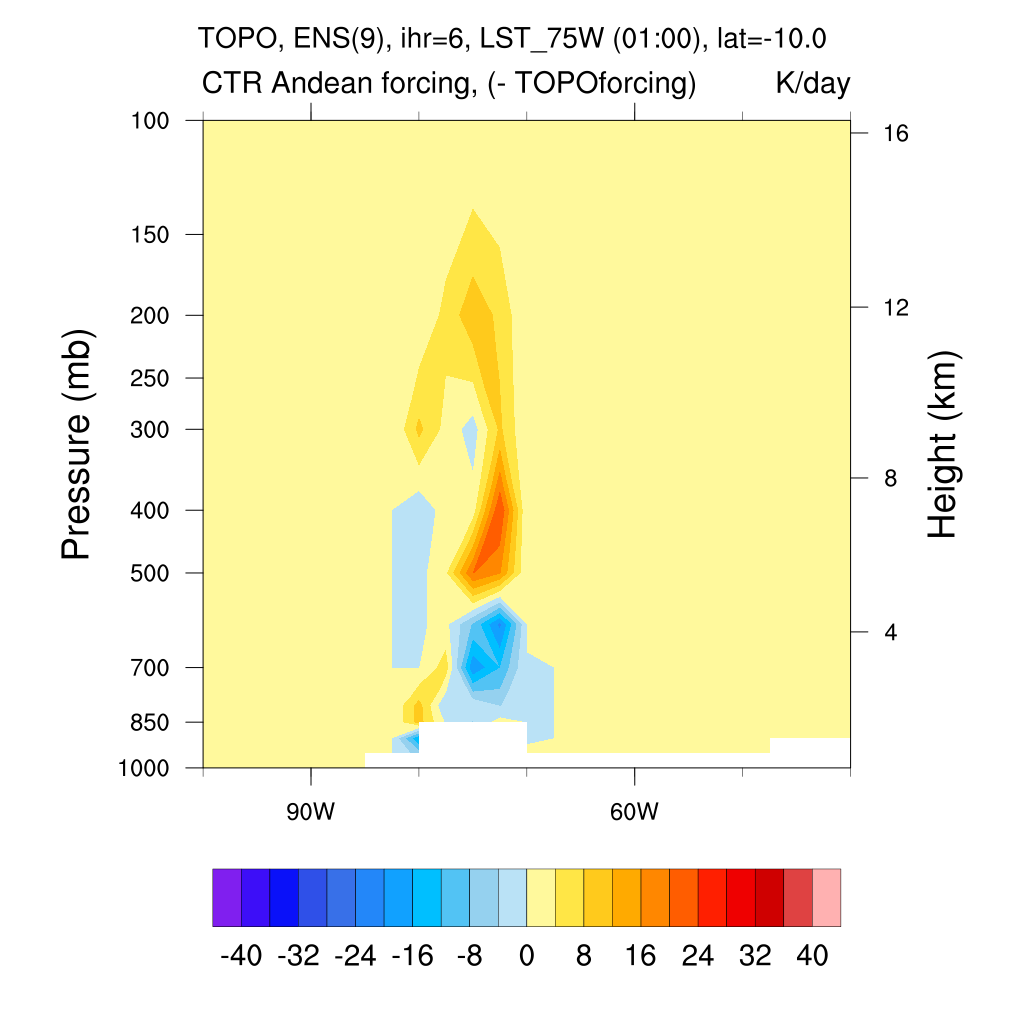 TOPO, ENS(9), ihr=6, LST_75W (01:00), lat=-10.0
CTR Andean forcing, (- TOPOforcing) K/day
100
150
200
250
300
400
500
700
850
1000
Pressure (mb)
16
12
8
4
Height (km)
90W 60W
-40 -32 -24 -16 -8 0 8 16 24 32 40